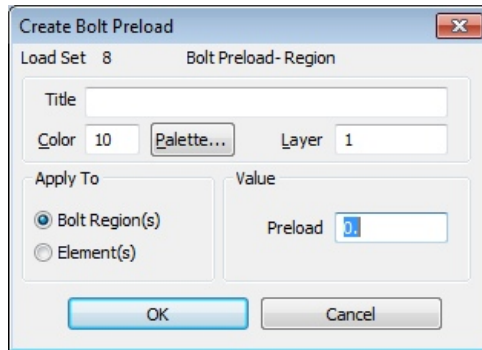 Create Bolt Preload
Load Set 8 Bolt Preload- Region
Title
Color 10 Palette... Layer 1
Apply To Value
Bolt Region(s) Preload 0.
Element(s)
OK Cancel